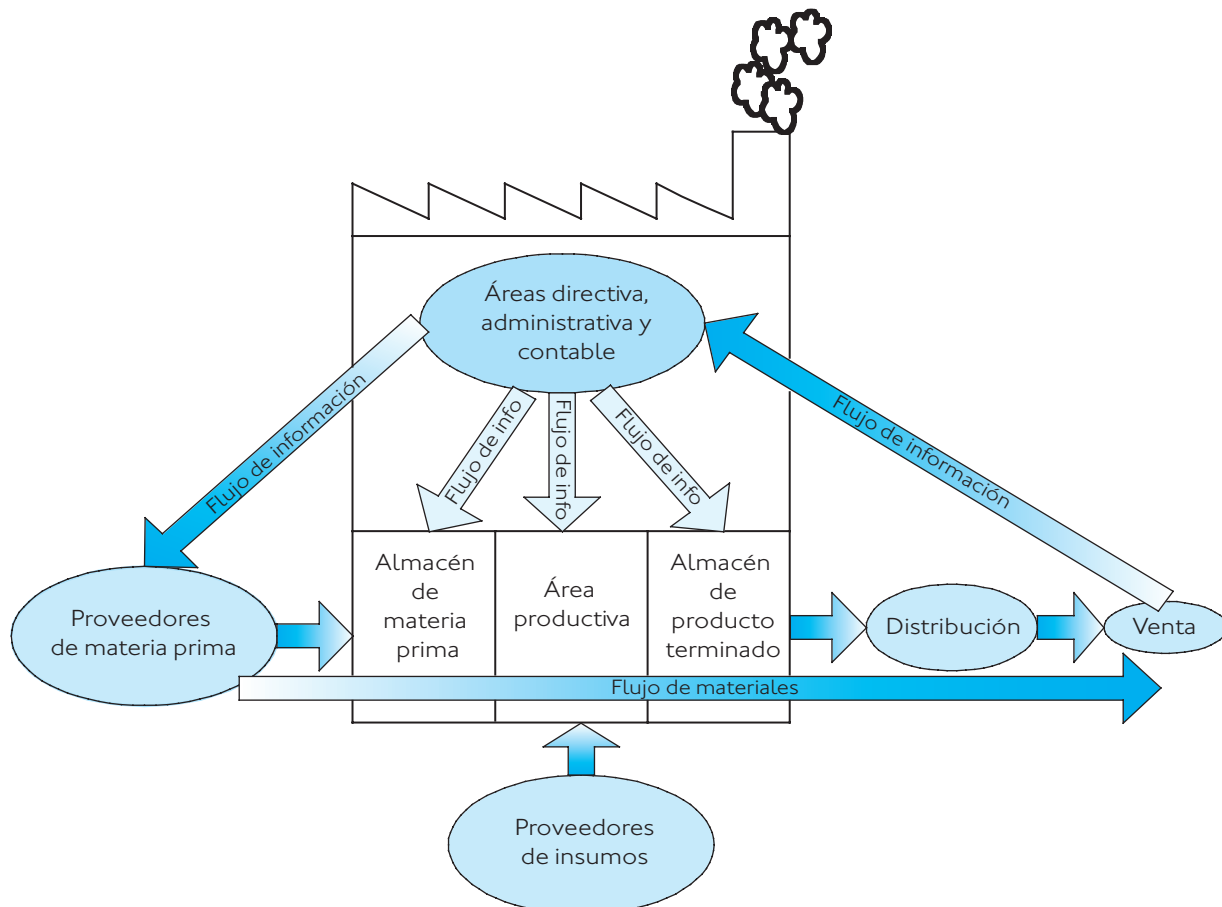 Áreas directiva,
administrativa y
contable
Flujo de información
Flujo de info
Flujo de info
Flujo de info
Flujo de información
Proveedores
de materia prima
Almacén
de
materia
prima
Área
productiva
Almacén
de
producto
terminado
Distribución
Venta
Flujo de materiales
Proveedores
de insumos